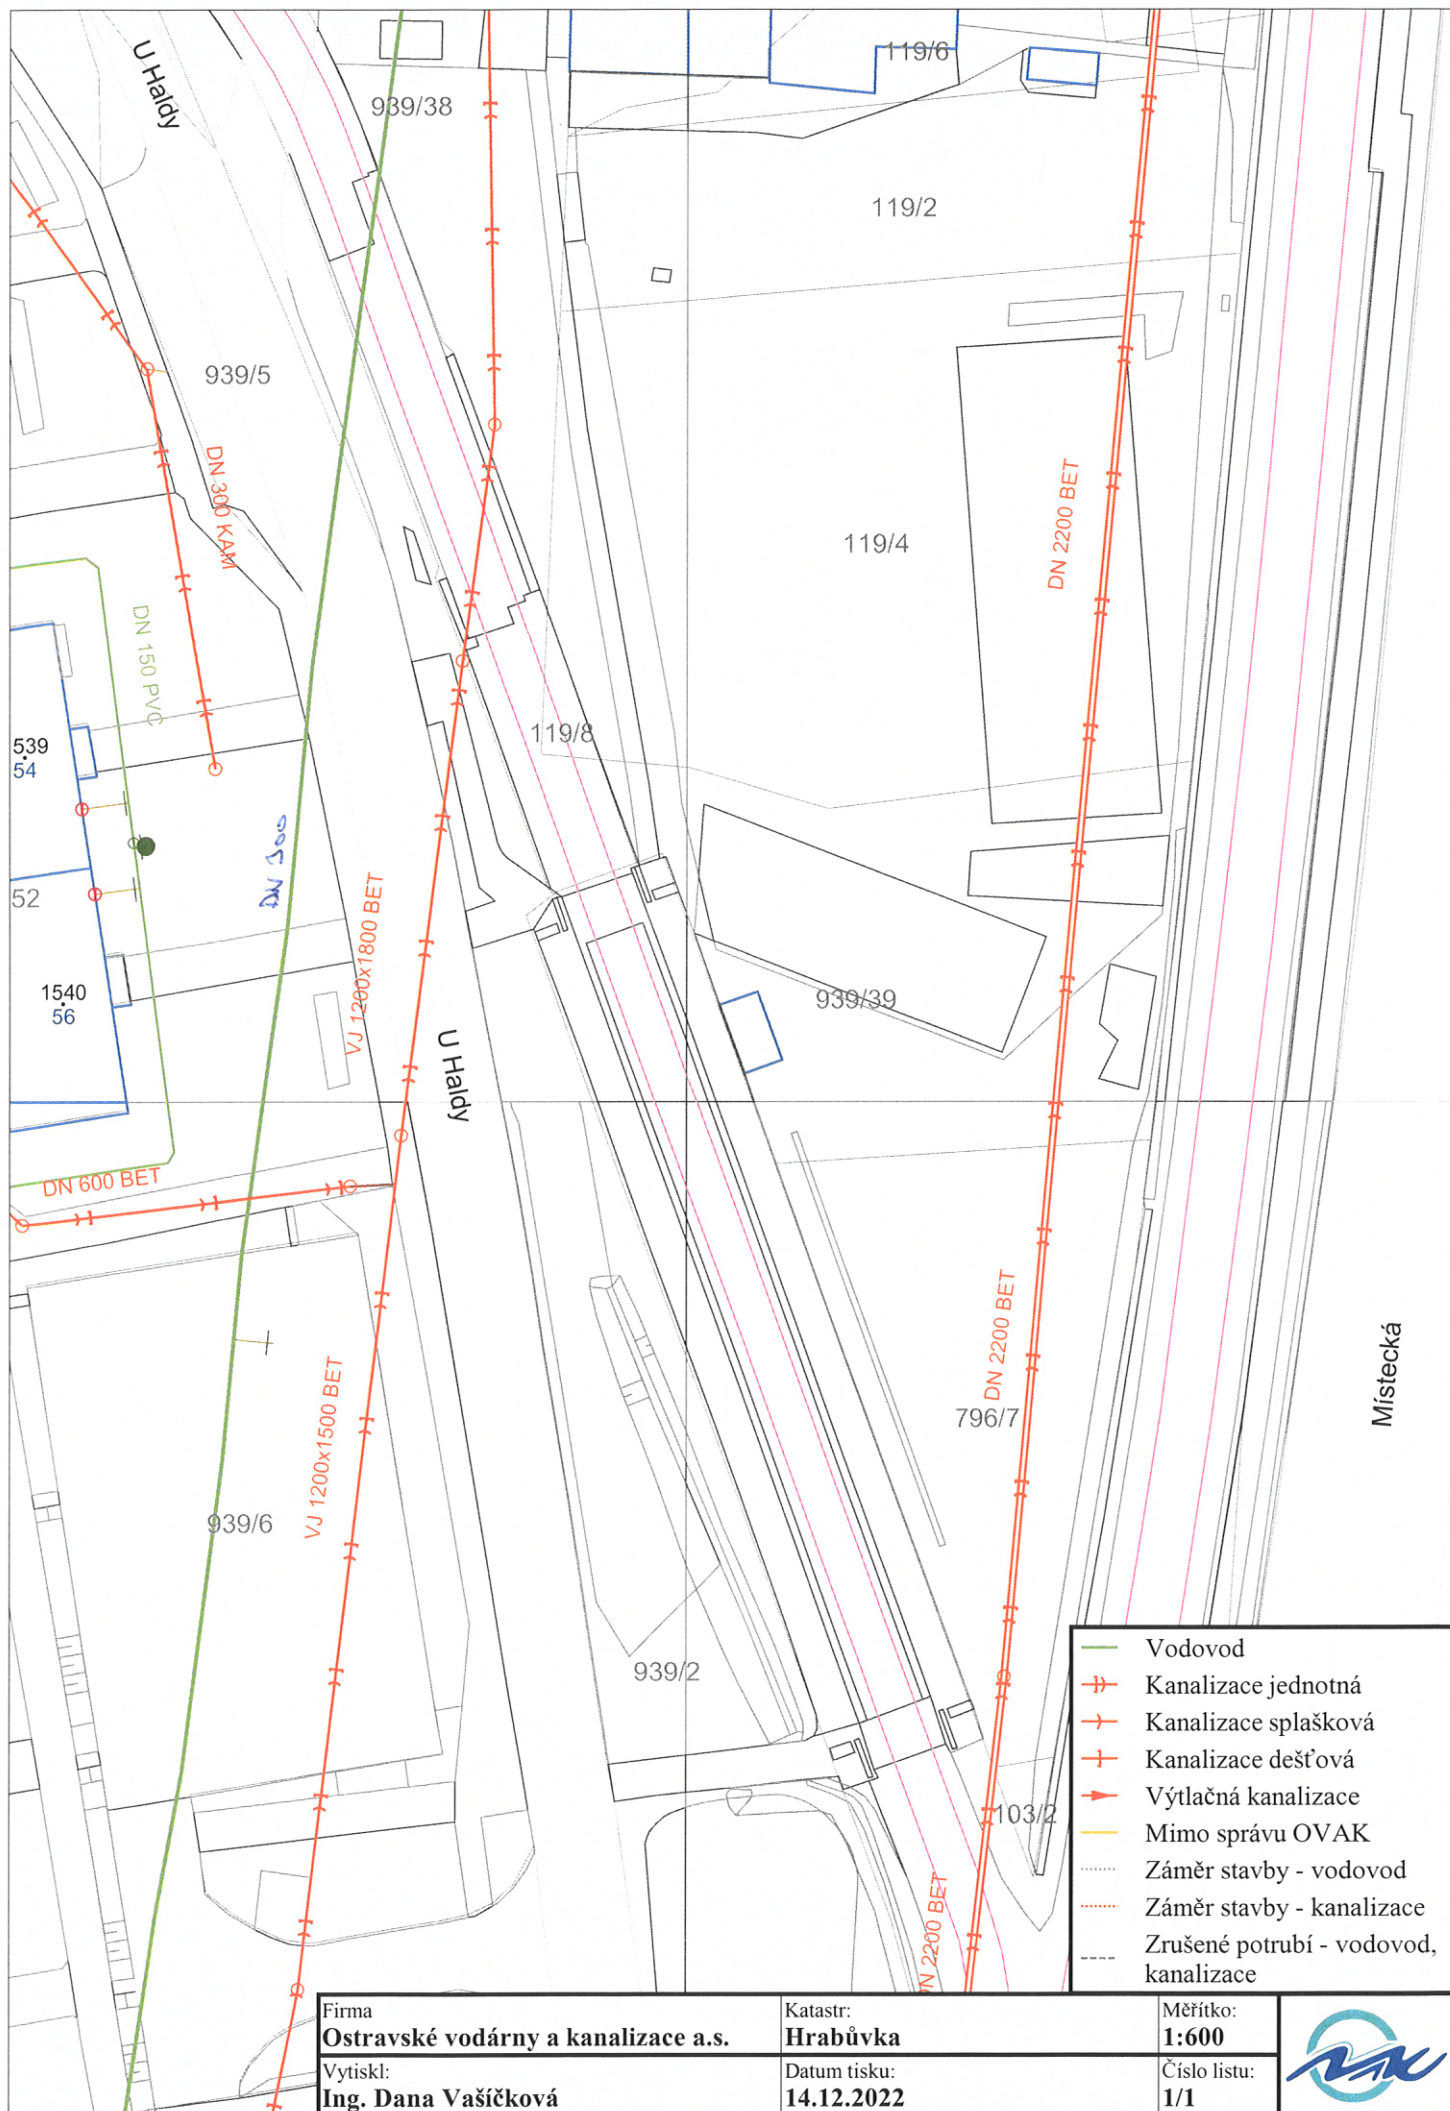 U Haldy
939/38
119/6
119/2
939/5
DN 300 KAM
DN 2200 BET
119/4
DN 150 PVC
119/8
539
54
DN 300
52
VJ 1200x1800 BET
1540
56
939/39
U Haldy
DN 600 BET
DN 2200 BET
Místecká
VJ 1200x1500 BET
796/7
939/6
939/2
103/2
DN 2200 BET
Vodovod
Kanalizace jednotná
Kanalizace splašková
Kanalizace dešťová
Výtlačná kanalizace
Mimo správu OVAK
Záměr stavby - vodovod
Záměr stavby - kanalizace
Zrušené potrubí - vodovod,
kanalizace
Firma
Ostravské vodárny a kanalizace a.s.
Katastr:
Hrabůvka
Měřítko:
1:600
Vytiskl:
Ing. Dana Vašíčková
Datum tisku:
14.12.2022
Číslo listu:
1/1